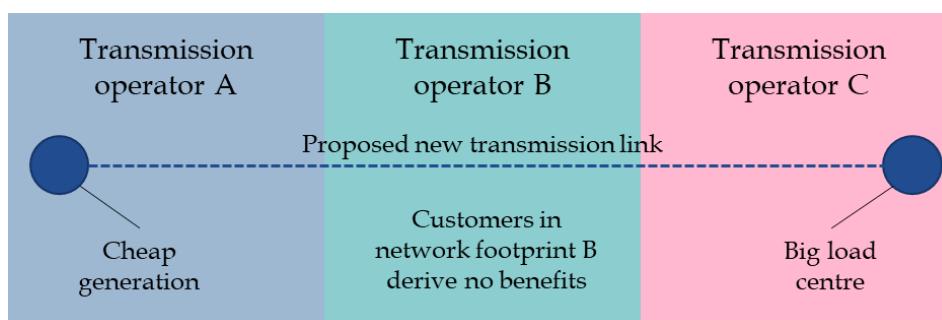 Transmission
operator A
Transmission
operator B
Transmission
operator C
Proposed new transmission link
Cheap
generation
Customers in
network footprint B
derive no benefits
Big load
centre